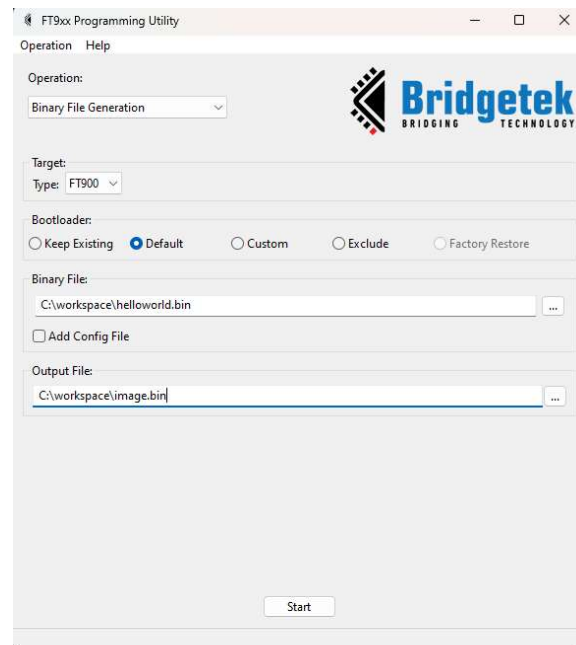 FT9xx Programming Utility
Operation Help
Operation:
Binary File Generation
Bridgetek
BRIDGING TECHNOLOGY
Target:
Type: FT900
Bootloader:
Keep Existing Default Custom Exclude Factory Restore
Binary File:
C:\workspace\helloworld.bin ...
Add Config File
Output File:
C:\workspace\image.bin ...
Start